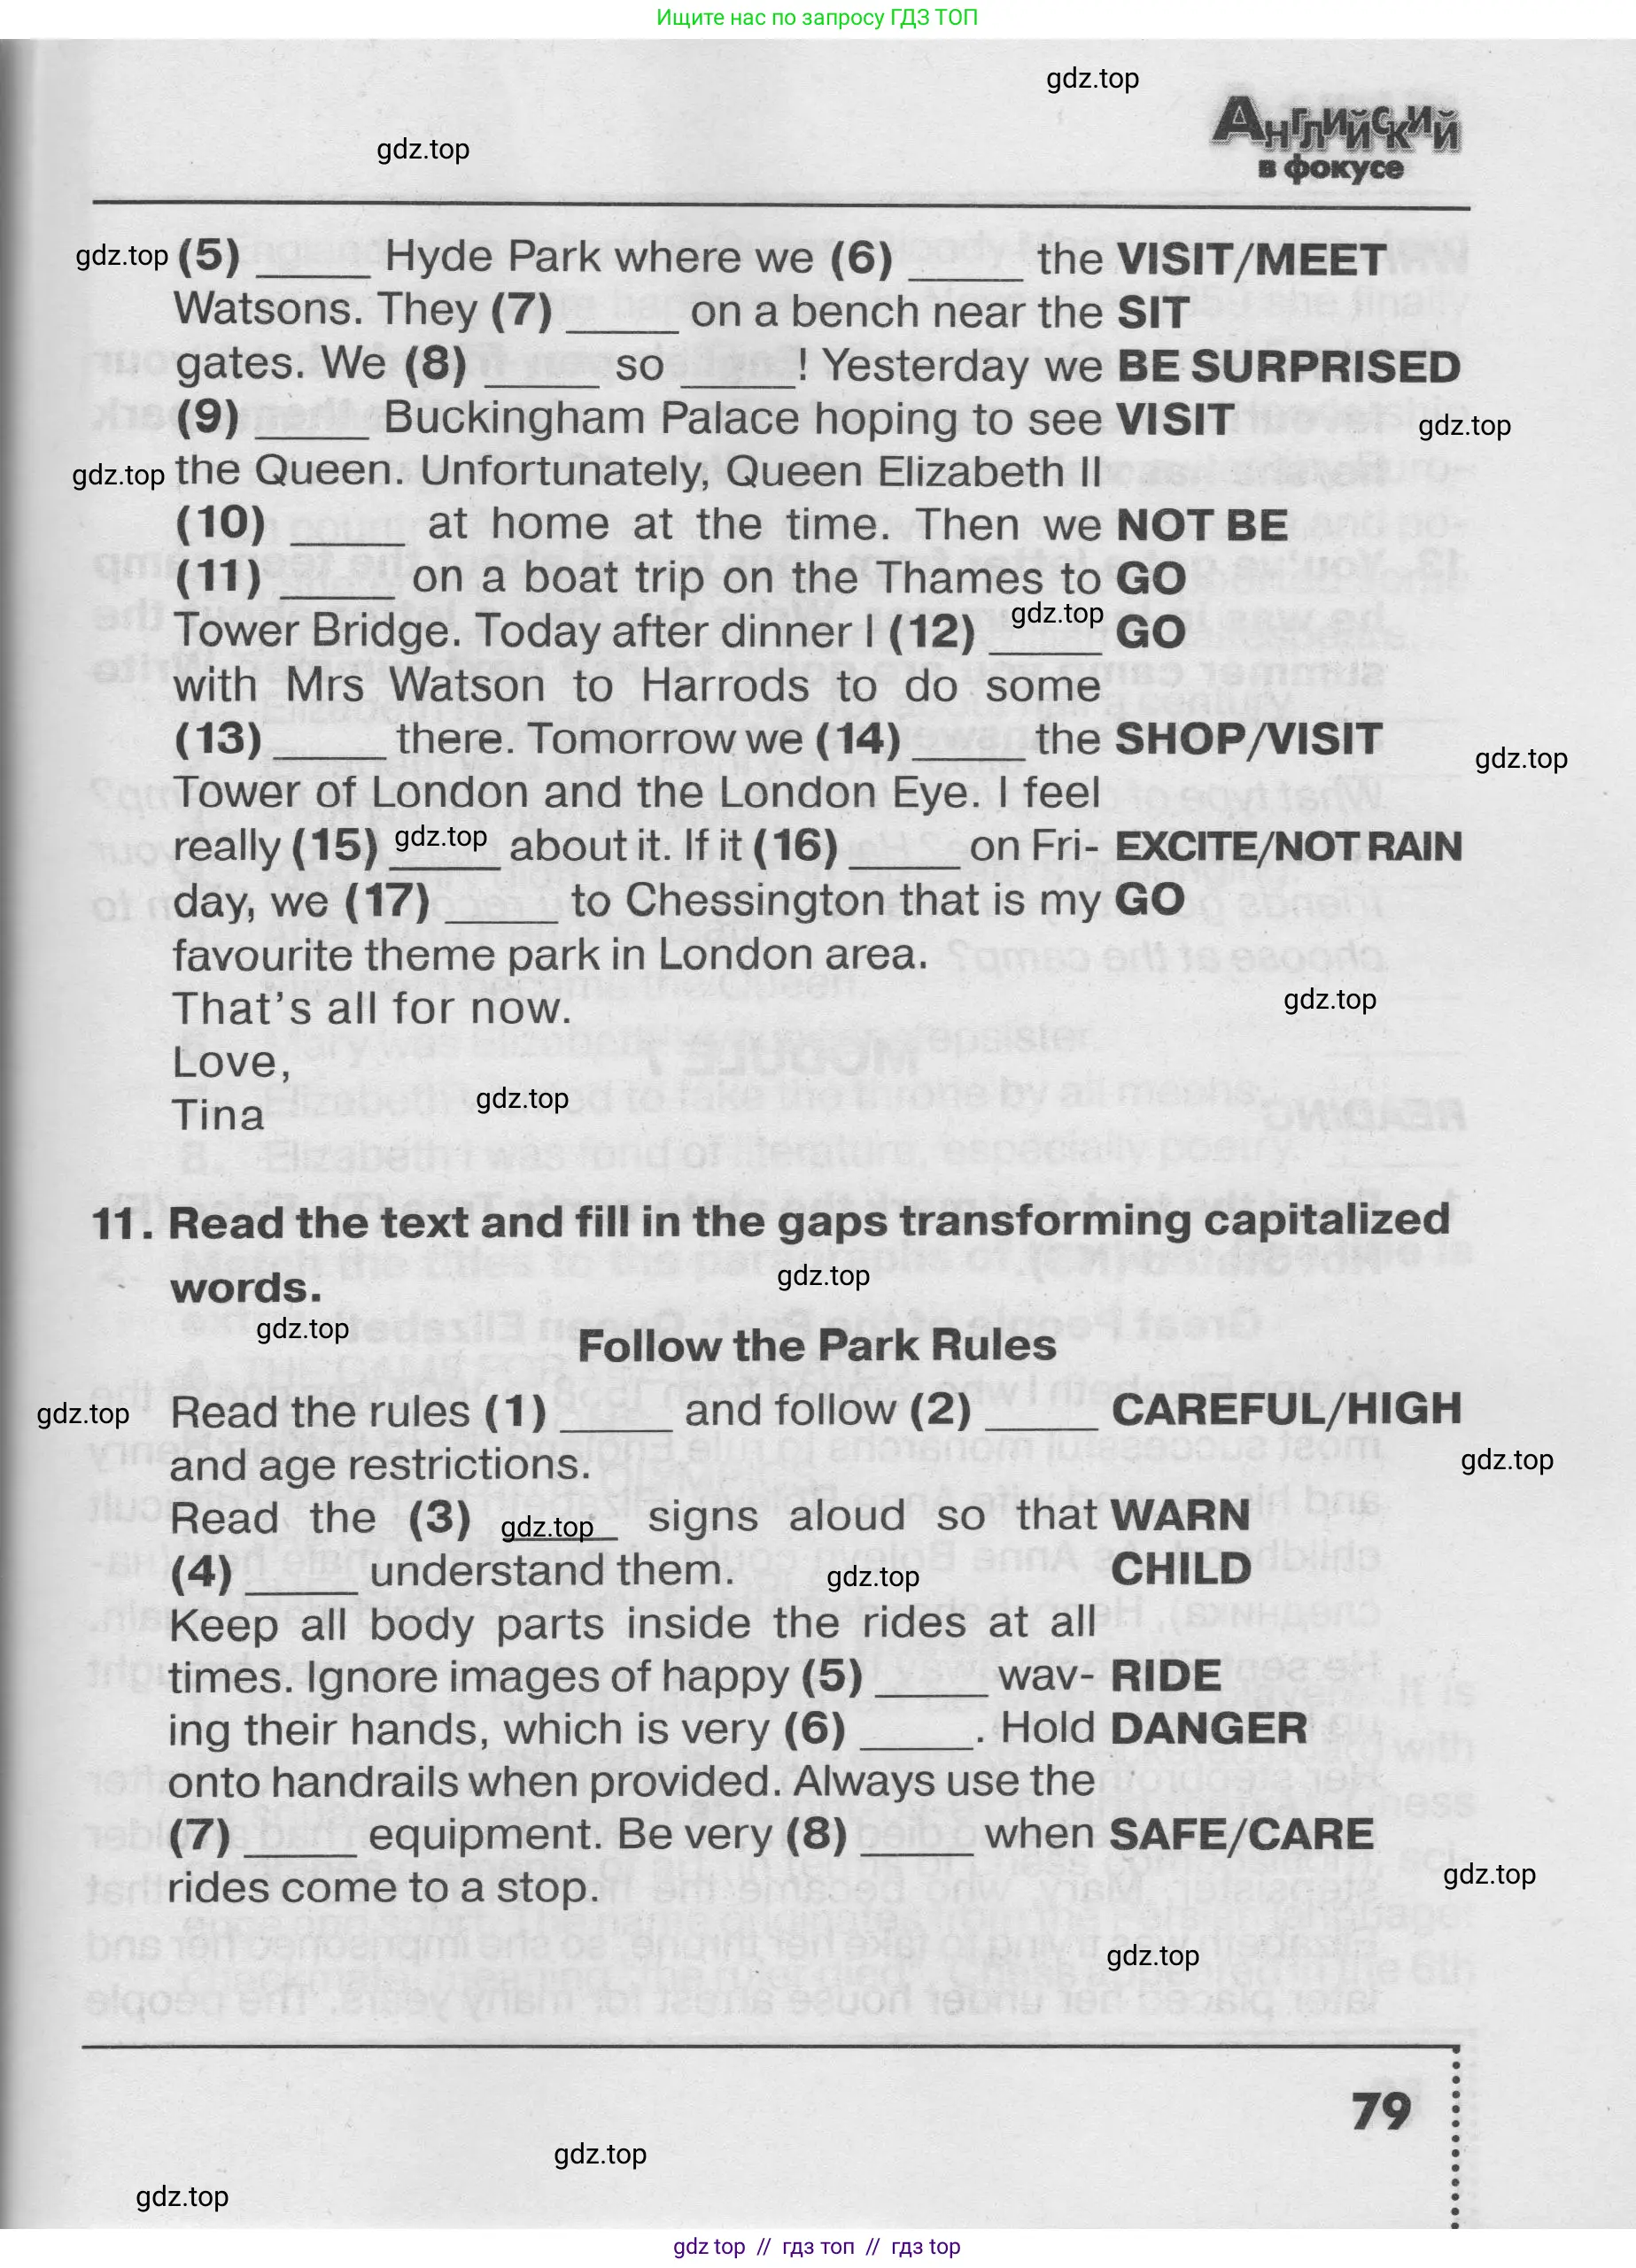 Ищите нас по запросу ГДЗ ТОП
gdz.top
Английский
gdz.top
в фокусе
gdz.top (5) _____ Hyde Park where we (6) _____ the VISIT/MEET
Watsons. They (7) _____ on a bench near the SIT
gates. We (8) _____ so _____! Yesterday we BE SURPRISED
(9) _____ Buckingham Palace hoping to see VISIT
gdz.top
gdz.top the Queen. Unfortunately, Queen Elizabeth II
(10) _____ at home at the time. Then we NOT BE
(11) _____ on a boat trip on the Thames to GO
gdz.top
Tower Bridge. Today after dinner I (12) _____ GO
with Mrs Watson to Harrods to do some
(13) _____ there. Tomorrow we (14) _____ the SHOP/VISIT
gdz.top
Tower of London and the London Eye. I feel
really (15) gdz.top _____ about it. If it (16) _____ on Fri- EXCITE/NOT RAIN
day, we (17) _____ to Chessington that is my GO
favourite theme park in London area.
That's all for now.
gdz.top
Love,
gdz.top
Tina
11. Read the text and fill in the gaps transforming capitalized
words.
gdz.top
gdz.top
Follow the Park Rules
gdz.top Read the rules (1) _____ and follow (2) _____ CAREFUL/HIGH
and age restrictions.
gdz.top
Read the (3) gdz.top _____ signs aloud so that WARN
(4) _____ understand them. gdz.top CHILD
Keep all body parts inside the rides at all
times. Ignore images of happy (5) _____ wav- RIDE
ing their hands, which is very (6) _____. Hold DANGER
onto handrails when provided. Always use the
(7) _____ equipment. Be very (8) _____ when SAFE/CARE
gdz.top
rides come to a stop.
gdz.top
79
gdz.top
gdz.top
gdz top // гдз топ // гдз top